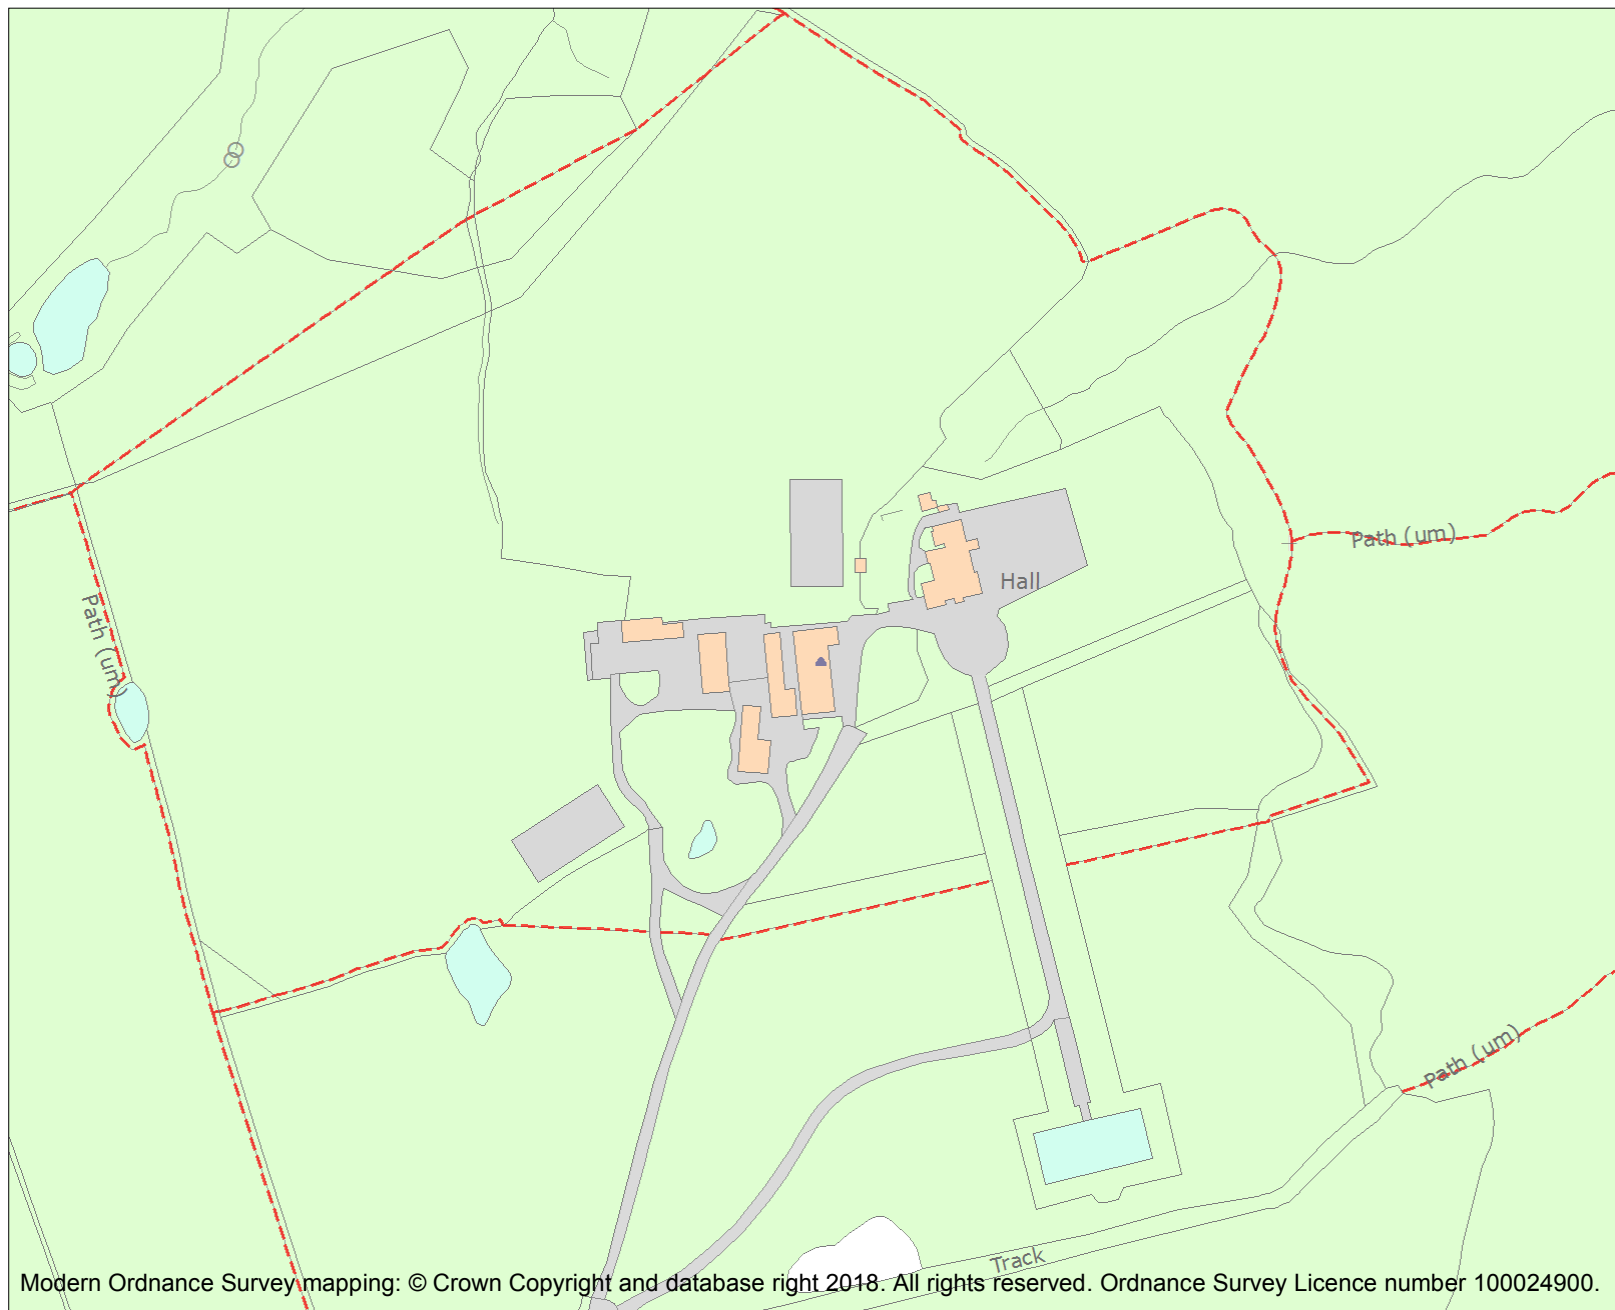 Path (um)
Hall
Path (um)
Path (um)
Track
Modern Ordnance Survey mapping: © Crown Copyright and database right 2018. All rights reserved. Ordnance Survey Licence number 100024900.